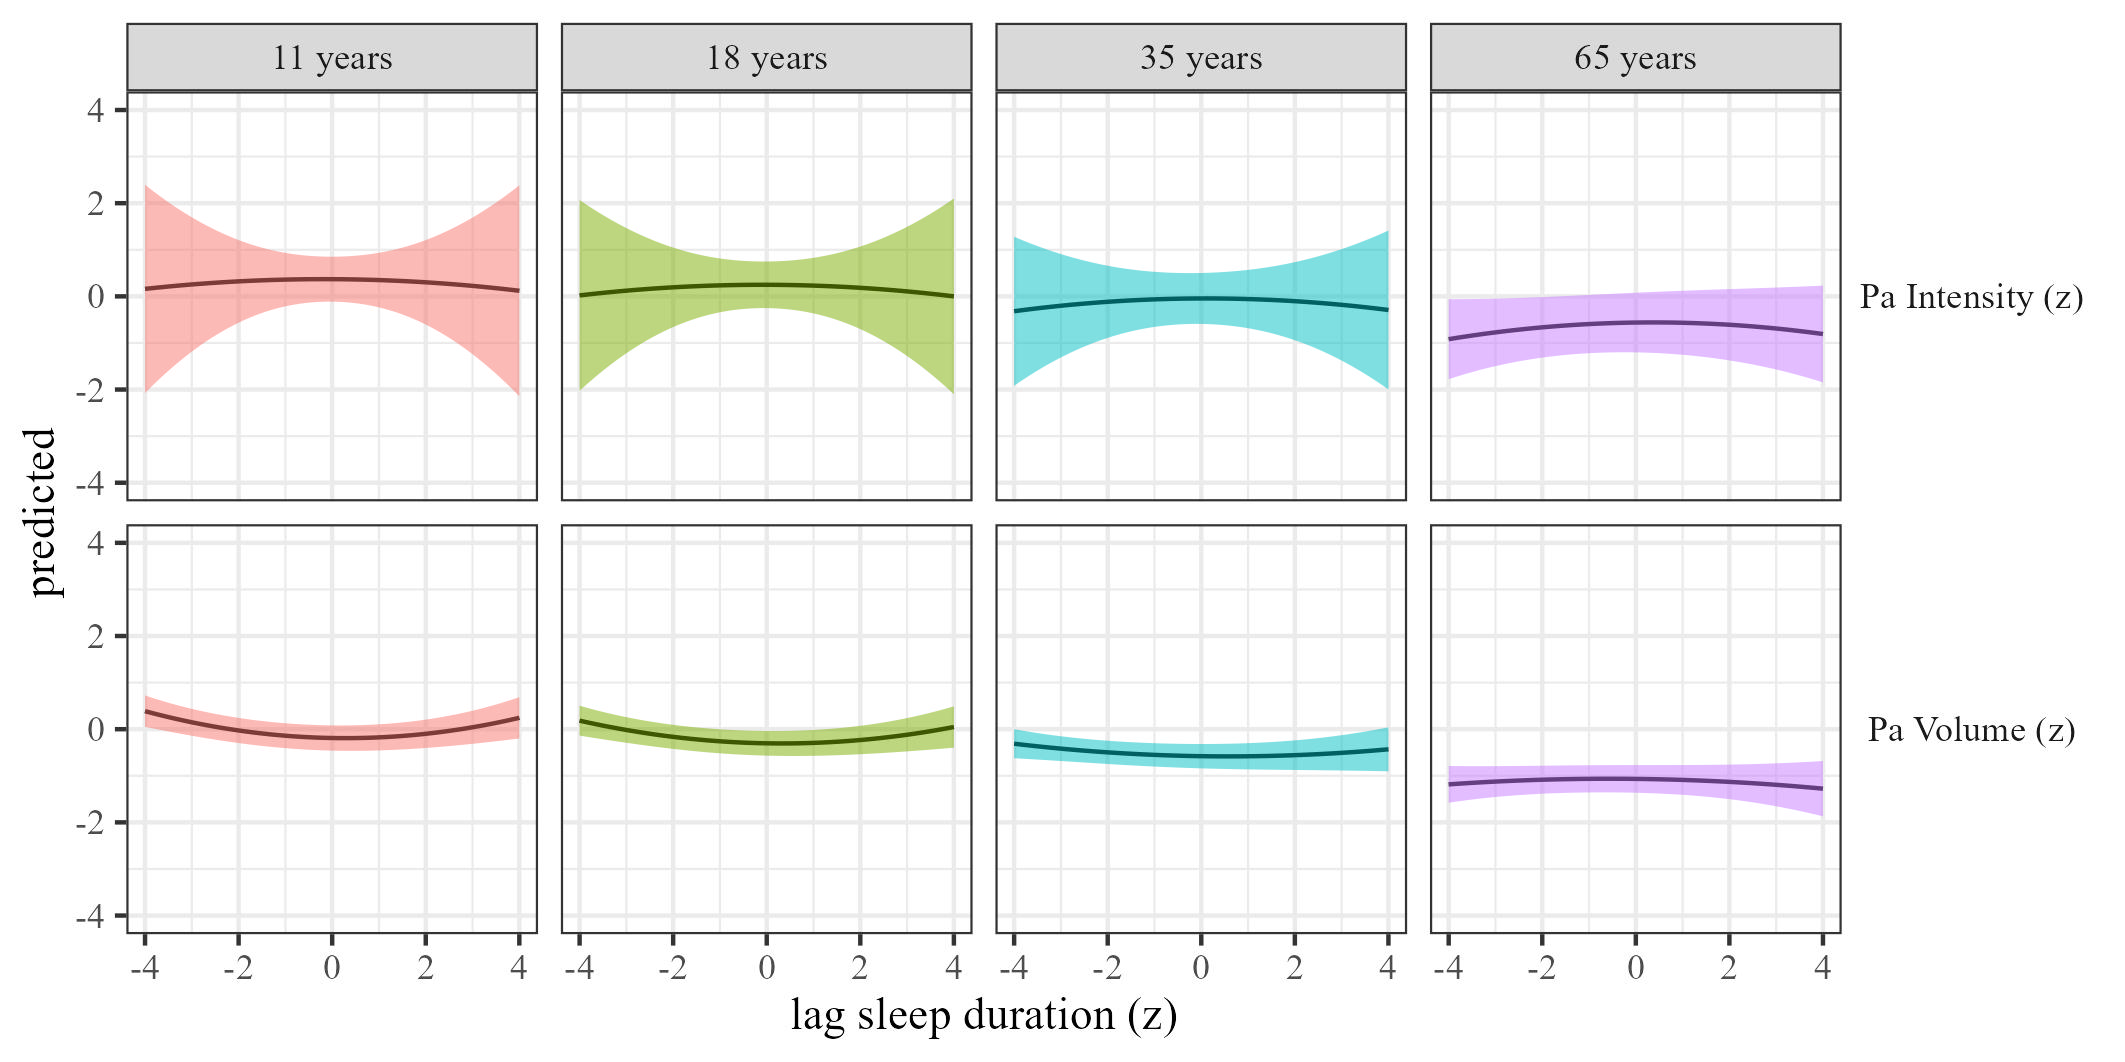 11 years
18 years
35 years
65 years
4
2
0
-2
-4
Pa Intensity (z)
predicted
4
2
0
-2
-4
Pa Volume (z)
-4 -2 0 2 4
-4 -2 0 2 4
-4 -2 0 2 4
-4 -2 0 2 4
lag sleep duration (z)